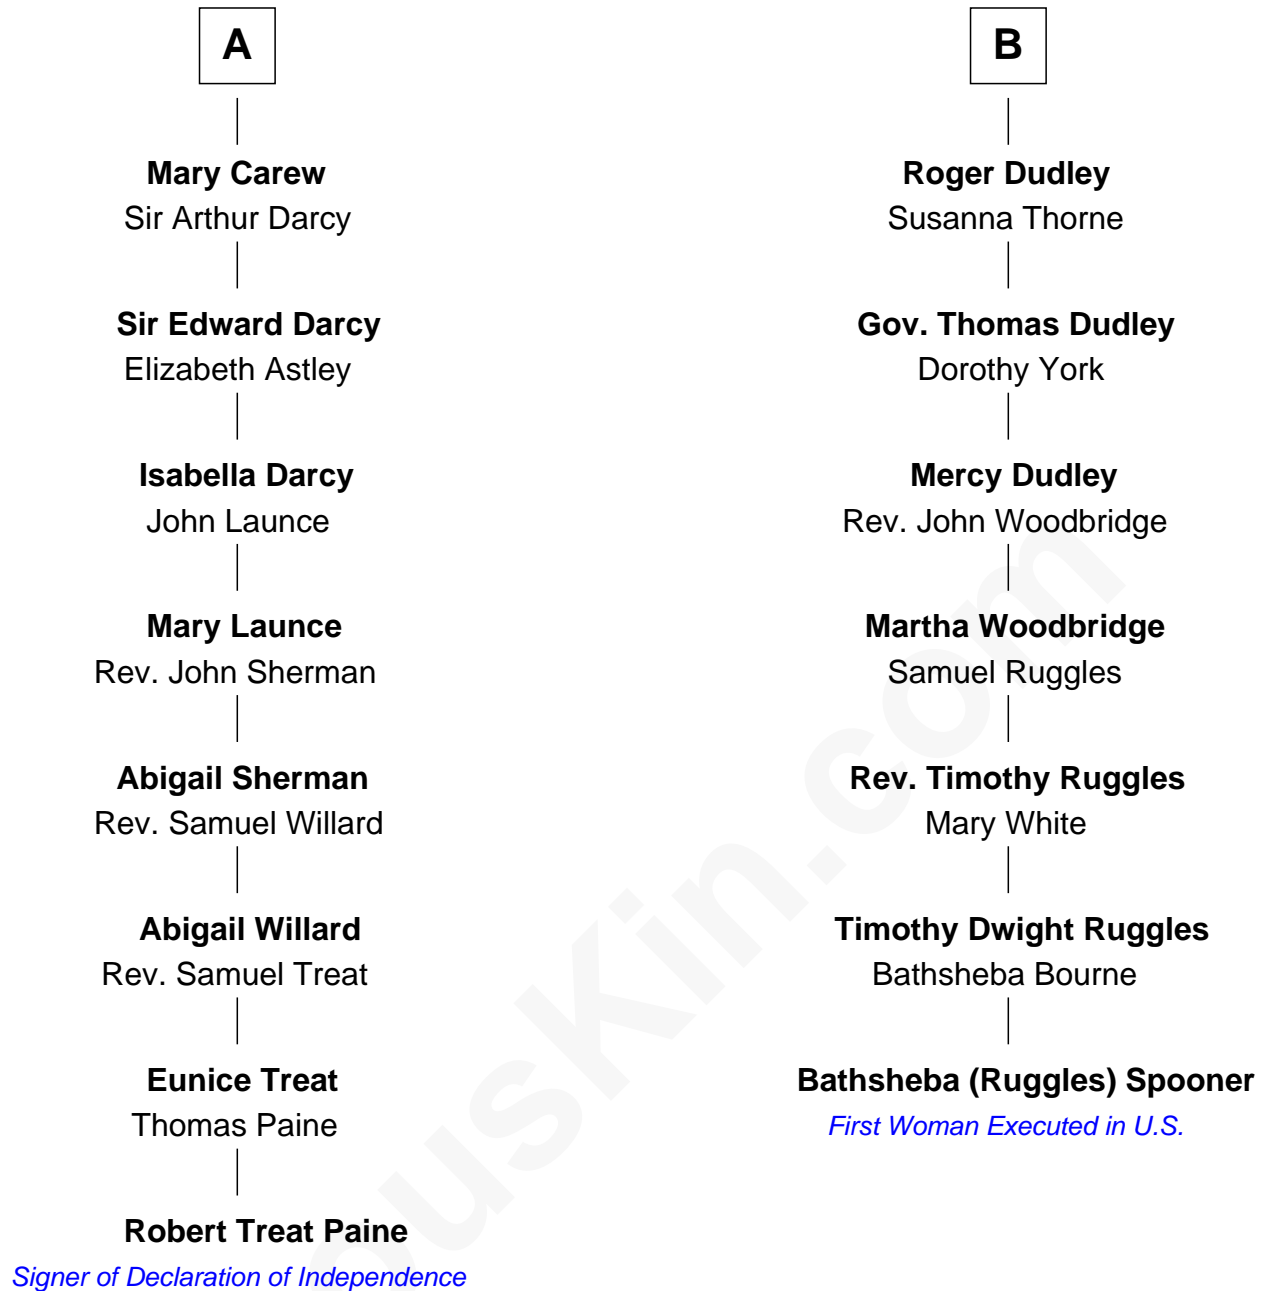 A
Mary Carew
Sir Arthur Darcy
Sir Edward Darcy
Elizabeth Astley
Isabella Darcy
John Launce
Mary Launce
Rev. John Sherman
Abigail Sherman
Rev. Samuel Willard
Abigail Willard
Rev. Samuel Treat
Eunice Treat
Thomas Paine
Robert Treat Paine
Signer of Declaration of Independence
B
Roger Dudley
Susanna Thorne
Gov. Thomas Dudley
Dorothy York
Mercy Dudley
Rev. John Woodbridge
Martha Woodbridge
Samuel Ruggles
Rev. Timothy Ruggles
Mary White
Timothy Dwight Ruggles
Bathsheba Bourne
Bathsheba (Ruggles) Spooner
First Woman Executed in U.S.
ousKin.com